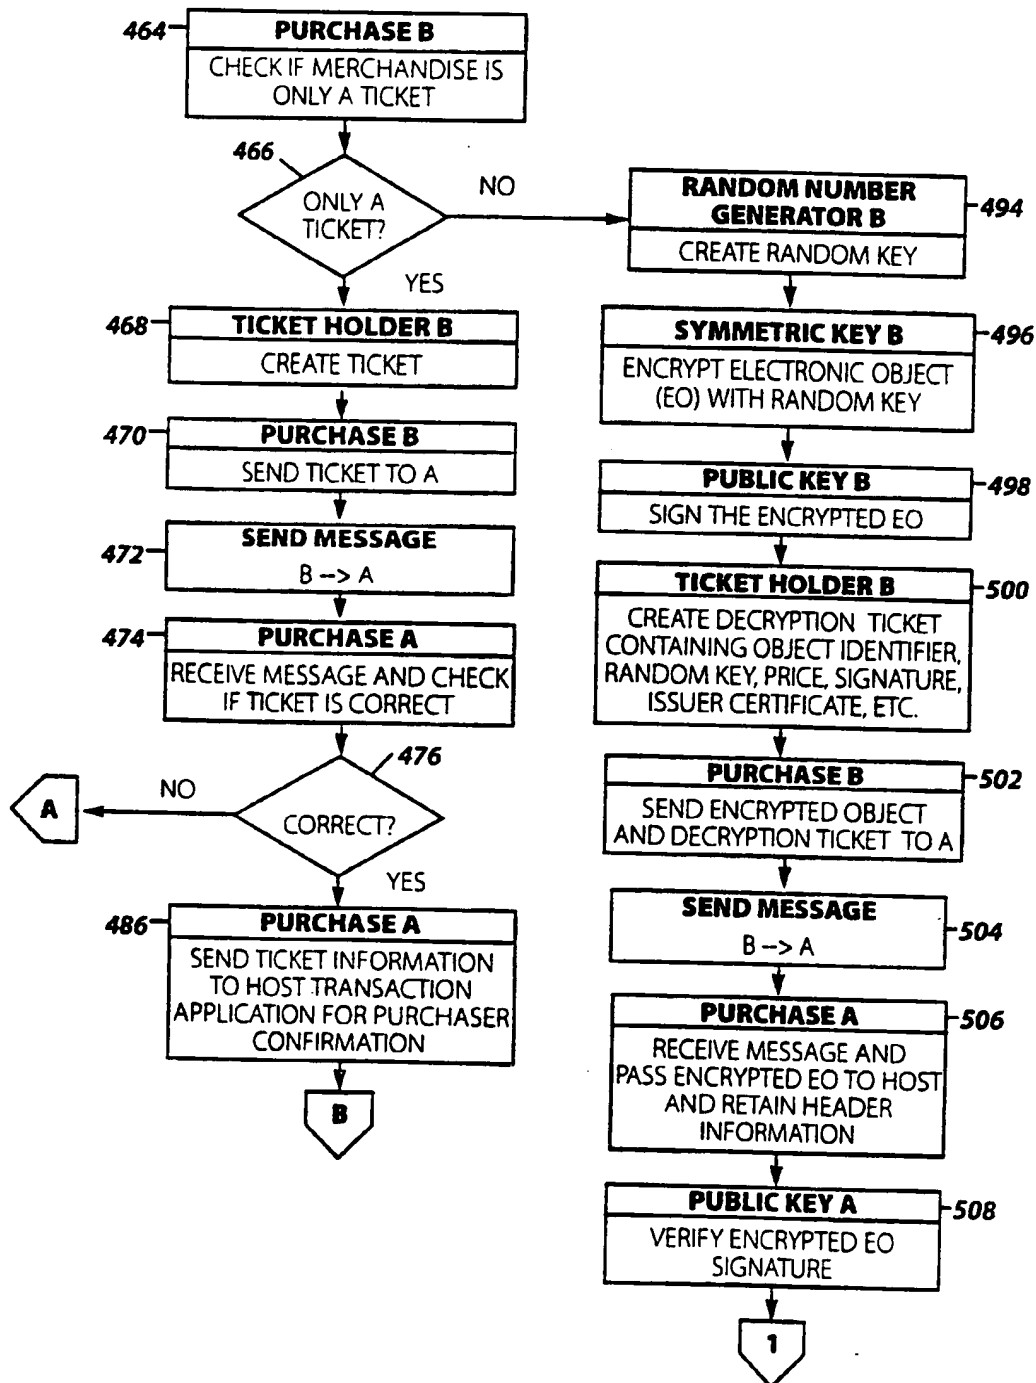 464
PURCHASE B
CHECK IF MERCHANDISE IS
ONLY A TICKET
466
ONLY A
TICKET?
NO
YES
468
TICKET HOLDER B
CREATE TICKET
470
PURCHASE B
SEND TICKET TO A
472
SEND MESSAGE
B --> A
474
PURCHASE A
RECEIVE MESSAGE AND CHECK
IF TICKET IS CORRECT
476
CORRECT?
NO
A
YES
486
PURCHASE A
SEND TICKET INFORMATION
TO HOST TRANSACTION
APPLICATION FOR PURCHASER
CONFIRMATION
B
RANDOM NUMBER
GENERATOR B
494
CREATE RANDOM KEY
SYMMETRIC KEY B
496
ENCRYPT ELECTRONIC OBJECT
(EO) WITH RANDOM KEY
PUBLIC KEY B
498
SIGN THE ENCRYPTED EO
TICKET HOLDER B
500
CREATE DECRYPTION TICKET
CONTAINING OBJECT IDENTIFIER,
RANDOM KEY, PRICE, SIGNATURE,
ISSUER CERTIFICATE, ETC.
PURCHASE B
502
SEND ENCRYPTED OBJECT
AND DECRYPTION TICKET TO A
SEND MESSAGE
504
B --> A
PURCHASE A
506
RECEIVE MESSAGE AND
PASS ENCRYPTED EO TO HOST
AND RETAIN HEADER
INFORMATION
PUBLIC KEY A
508
VERIFY ENCRYPTED EO
SIGNATURE
1